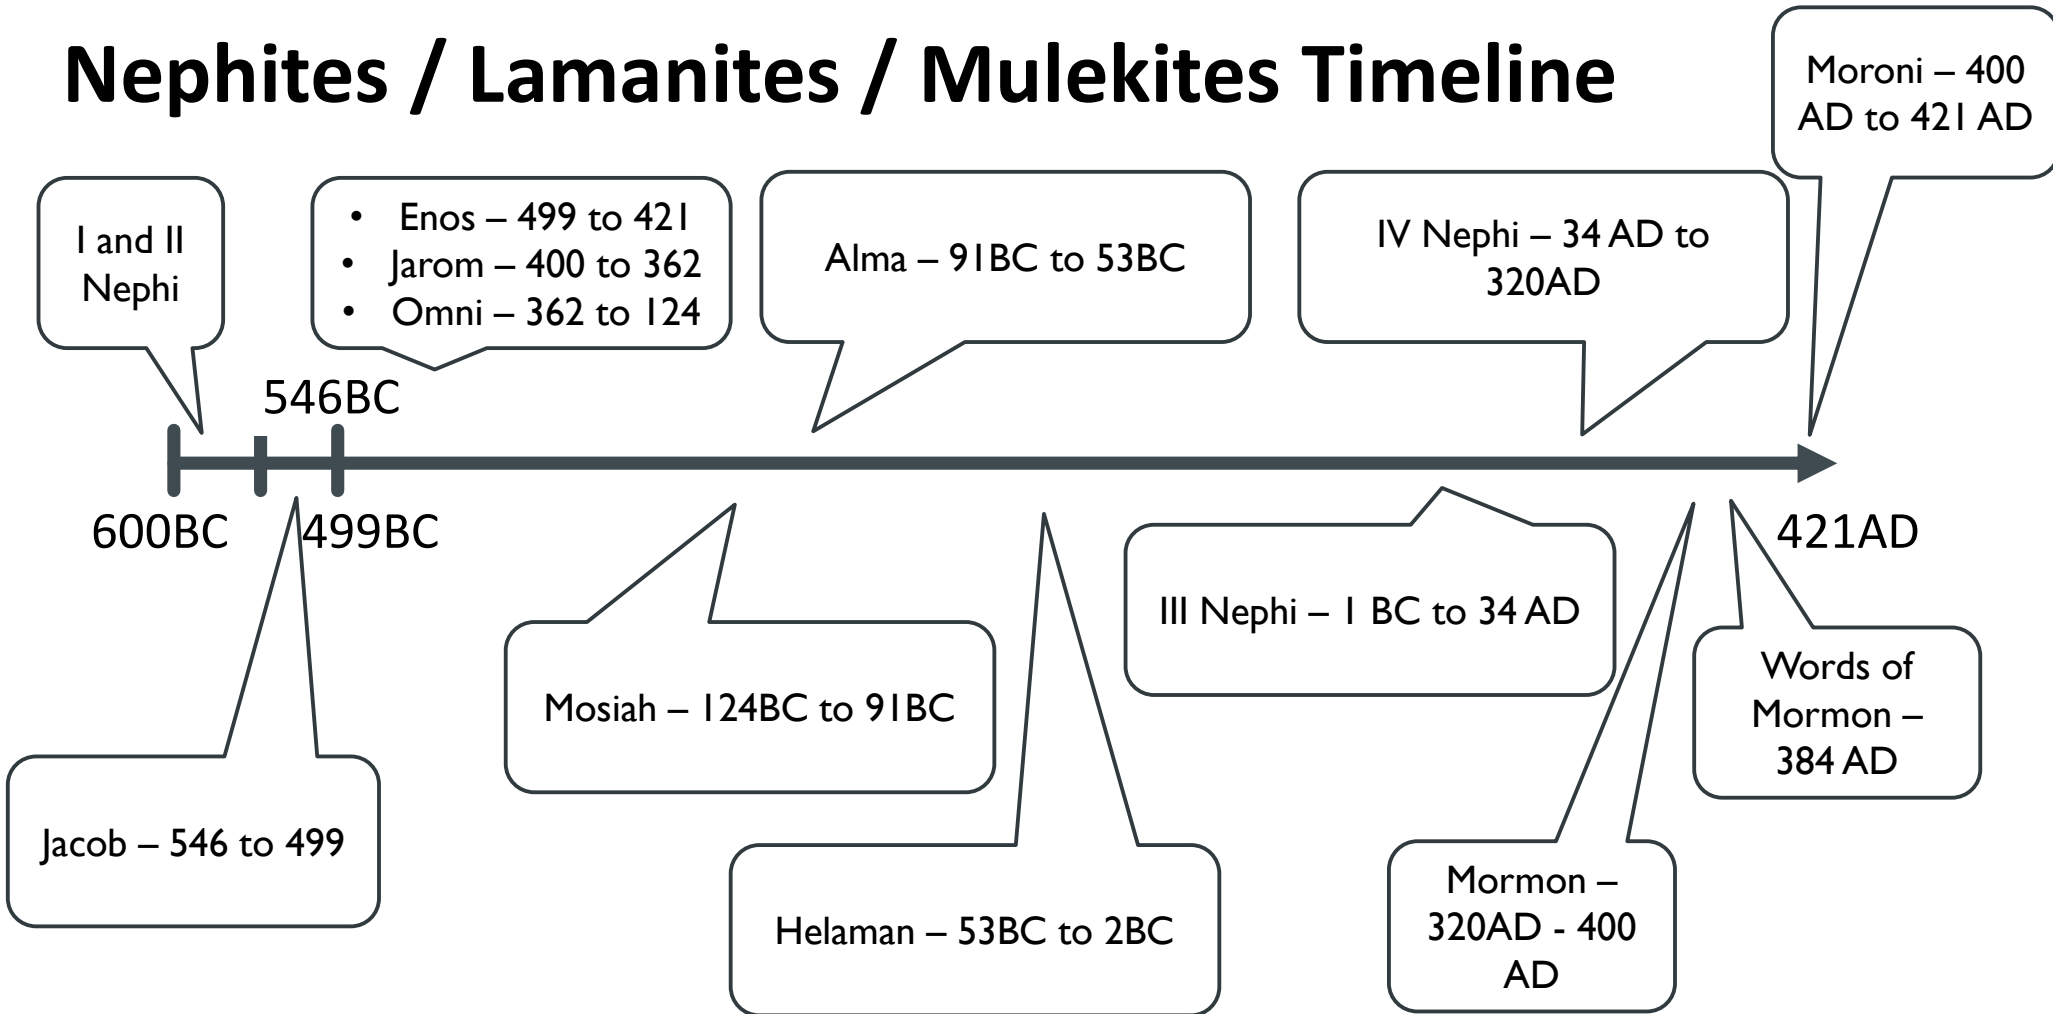 Nephites / Lamanites / Mulekites Timeline
Moroni – 400
AD to 421 AD
I and II
Nephi
• Enos – 499 to 421
• Jarom – 400 to 362
• Omni – 362 to 124
Alma – 91BC to 53BC
IV Nephi – 34 AD to
320AD
546BC
600BC
499BC
421AD
III Nephi – 1 BC to 34 AD
Mosiah – 124BC to 91BC
Words of
Mormon –
384 AD
Jacob – 546 to 499
Helaman – 53BC to 2BC
Mormon –
320AD - 400
AD